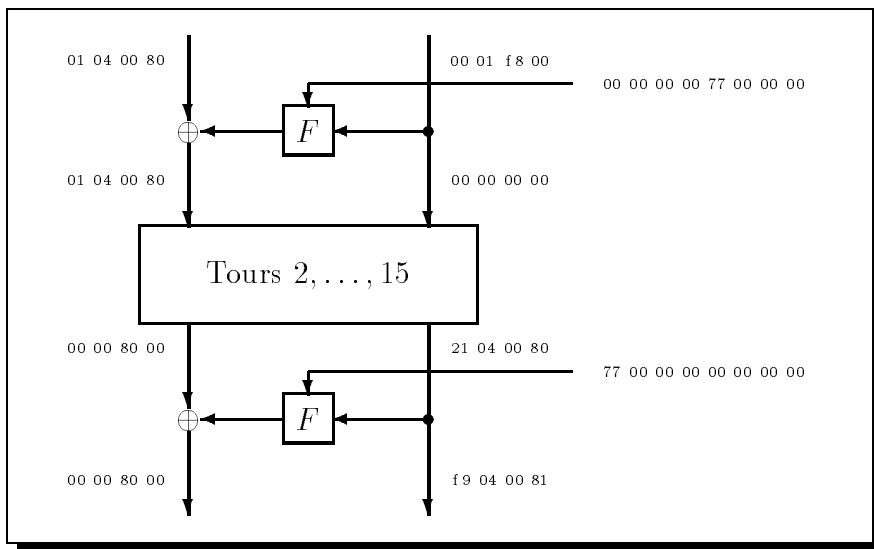 01 04 00 80
00 01 f8 00
00 00 00 00 77 00 00 00
F
01 04 00 80
00 00 00 00
Tours 2, . . . , 15
00 00 80 00
21 04 00 80
77 00 00 00 00 00 00 00
F
00 00 80 00
f9 04 00 81